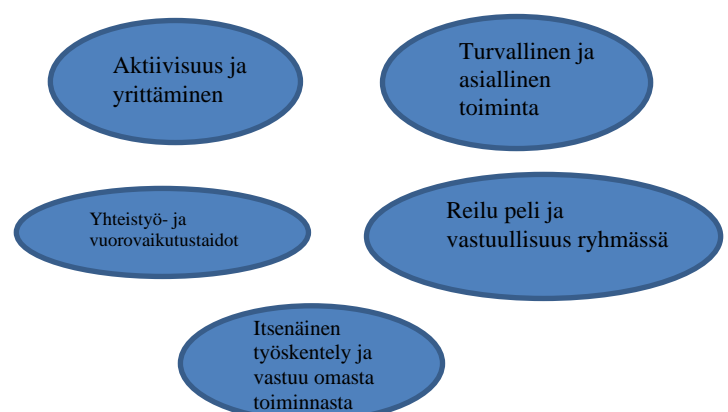 Aktiivisuus ja
yrittäminen
Turvallinen ja
asiallinen
toiminta
Yhteistyö- ja
vuorovaikutustaidot
Reilu peli ja
vastuullisuus ryhmässä
Itsenäinen
työskentely ja
vastuu omasta
toiminnasta